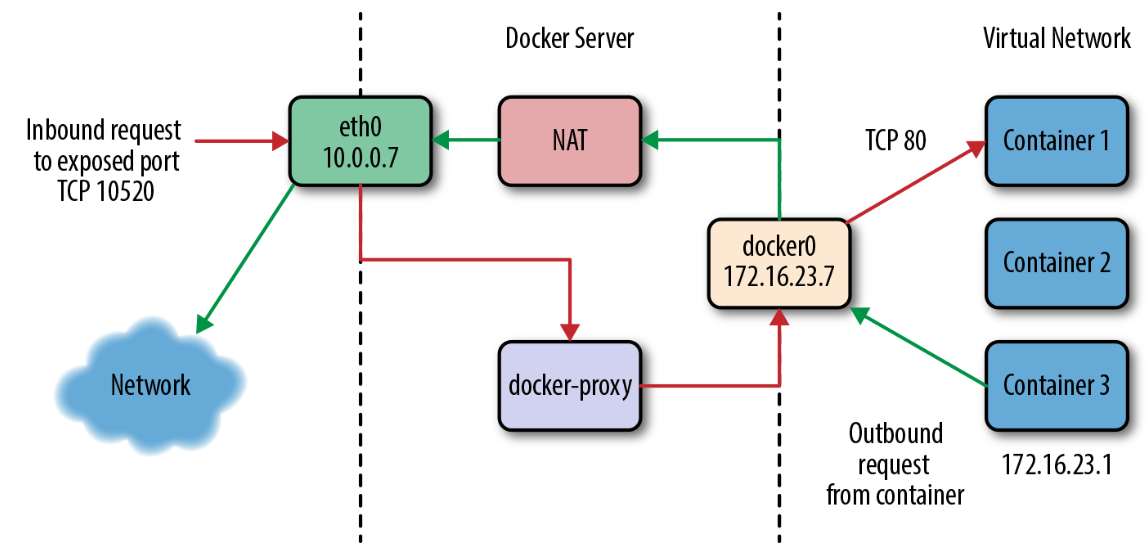 Docker Server
Virtual Network
Inbound request
to exposed port
TCP 10520
eth0
10.0.0.7
NAT
TCP 80
Container 1
docker0
172.16.23.7
Container 2
Network
docker-proxy
Container 3
Outbound
request
from container
172.16.23.1